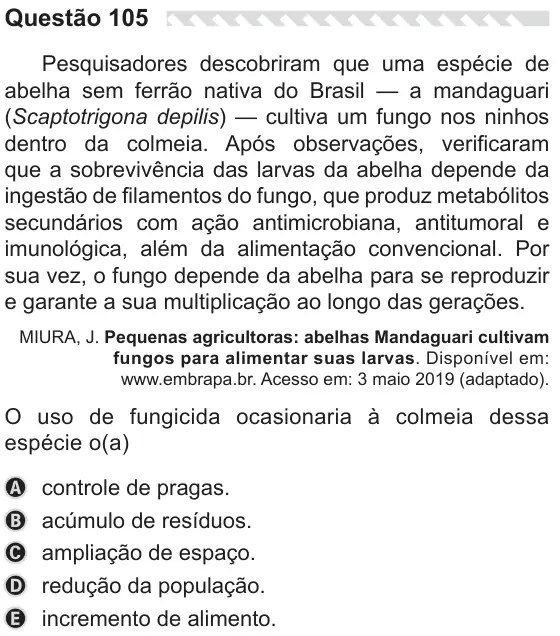 Questão 105
Pesquisadores descobriram que uma espécie de
abelha sem ferrão nativa do Brasil — a mandaguari
(Scaptotrigona depilis) — cultiva um fungo nos ninhos
dentro da colmeia. Após observações, verificaram
que a sobrevivência das larvas da abelha depende da
ingestão de filamentos do fungo, que produz metabólitos
secundários com ação antimicrobiana, antitumoral e
imunológica, além da alimentação convencional. Por
sua vez, o fungo depende da abelha para se reproduzir
e garante a sua multiplicação ao longo das gerações.
MIURA, J. Pequenas agricultoras: abelhas Mandaguari cultivam
fungos para alimentar suas larvas. Disponível em:
www.embrapa.br. Acesso em: 3 maio 2019 (adaptado).
O uso de fungicida ocasionaria à colmeia dessa
espécie o(a)
A controle de pragas.
B acúmulo de resíduos.
C ampliação de espaço.
D redução da população.
E incremento de alimento.